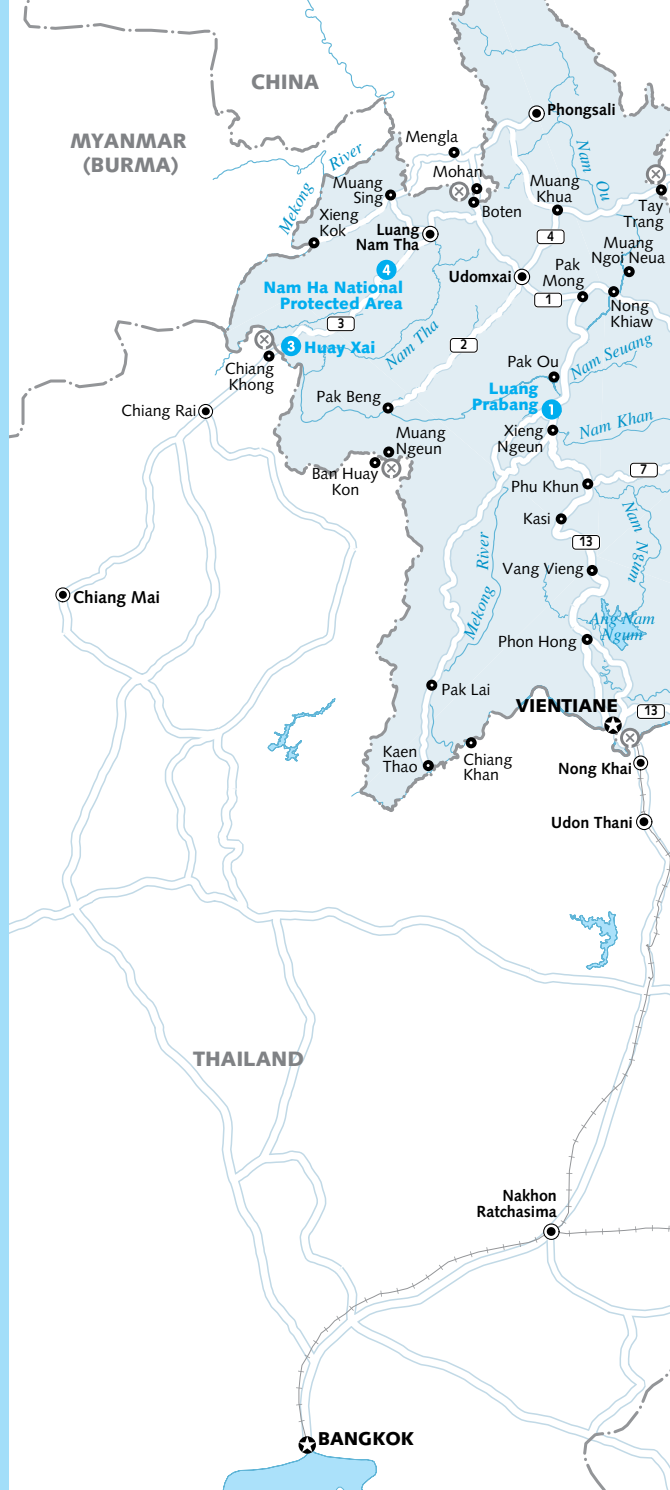 CHINA
MYANMAR
(BURMA)
Phongsali
Mengla
Mekong River
Nam Ou
Mohan
Muang
Sing
Muang
Khua
Tay
Trang
Boten
Xieng
Kok
Luang
Nam Tha
4
Muang
Ngoi Neua
4
Nam Ha National
Protected Area
Udomxai
Pak
Mong
1
Nong
Khiaw
3
3 Huay Xai
Nam Tha
2
Nam Seuang
Chiang
Khong
Pak Ou
Luang
Prabang
1
Pak Beng
Chiang Rai
Nam Khan
Muang
Ngeun
Xieng
Ngeun
Ban Huay
Kon
7
Phu Khun
Kasi
Nam Ngum
13
Mekong River
Vang Vieng
Chiang Mai
Ang Nam
Ngum
Phon Hong
Pak Lai
VIENTIANE
13
Kaen
Thao
Chiang
Khan
Nong Khai
Udon Thani
THAILAND
Nakhon
Ratchasima
BANGKOK